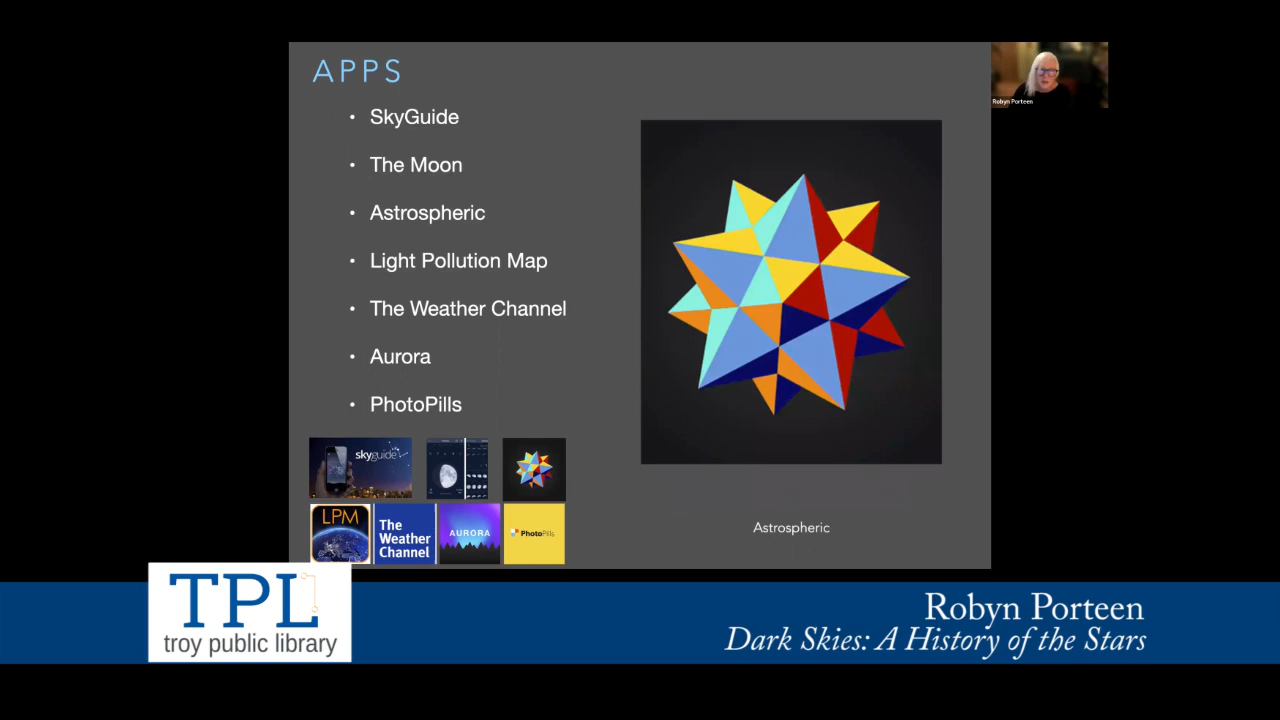 APPS
• SkyGuide
• The Moon
• Astrospheric
• Light Pollution Map
• The Weather Channel
• Aurora
• PhotoPills
skyguide
LPM
The
Weather
Channel
AURORA
PhotoPills
Astrospheric
Robyn Porteen
TPL
troy public library
Robyn Porteen
Dark Skies: A History of the Stars